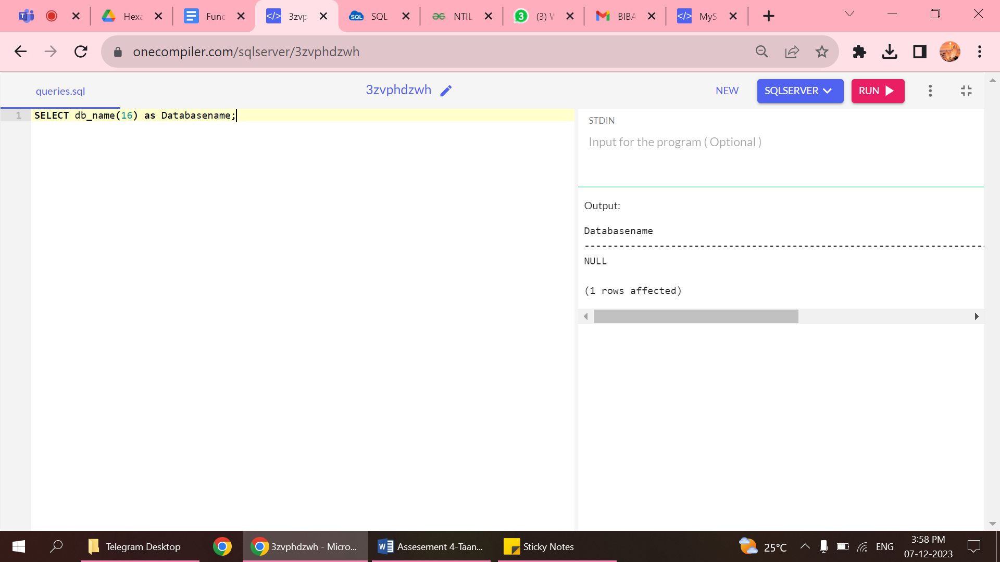 Hexa
Func
3zvp
SQL
SQL
NTIL
3
(3) W
BIBA
MyS
onecompiler.com/sqlserver/3zvphdzwh
queries.sql
3zvphdzwh
NEW
SQLSERVER
RUN
1
SELECT db_name(16) as Databasename;
STDIN
Input for the program ( Optional )
Output:
Databasename
----------------------------------------------------------------------
NULL
(1 rows affected)
Telegram Desktop
3zvphdzwh - Micro...
Assesement 4-Taan...
Sticky Notes
25°C
ENG
3:58 PM
07-12-2023